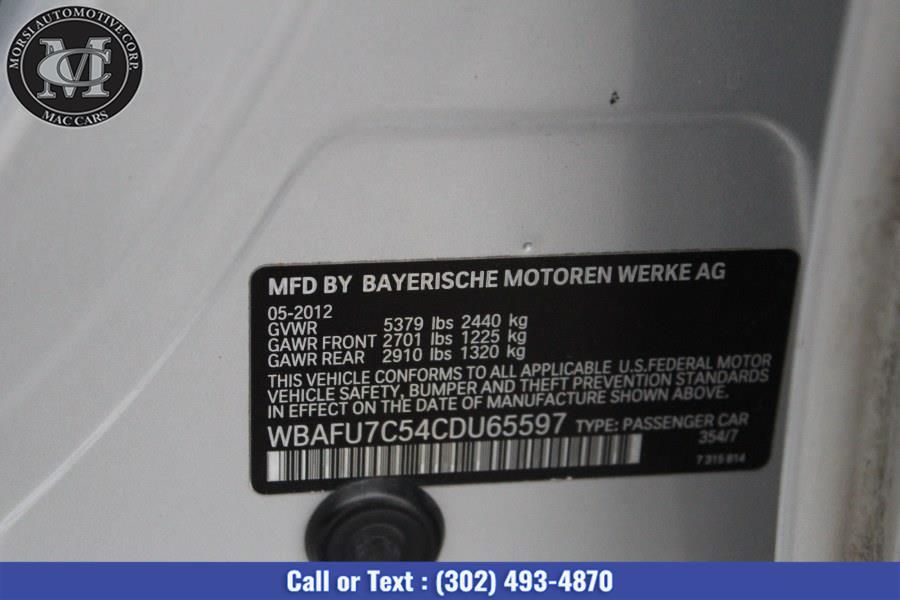 MORSI AUTOMOTIVE CORP.
MC
MAC CARS
MFD BY BAYERISCHE MOTOREN WERKE AG
05-2012
GVWR 5379 lbs 2440 kg
GAWR FRONT 2701 lbs 1225 kg
GAWR REAR 2910 lbs 1320 kg
THIS VEHICLE CONFORMS TO ALL APPLICABLE U.S.FEDERAL MOTOR
VEHICLE SAFETY, BUMPER AND THEFT PREVENTION STANDARDS
IN EFFECT ON THE DATE OF MANUFACTURE SHOWN ABOVE.
WBAFU7C54CDU65597 TYPE: PASSENGER CAR
354/7
7 315 814
Call or Text : (302) 493-4870